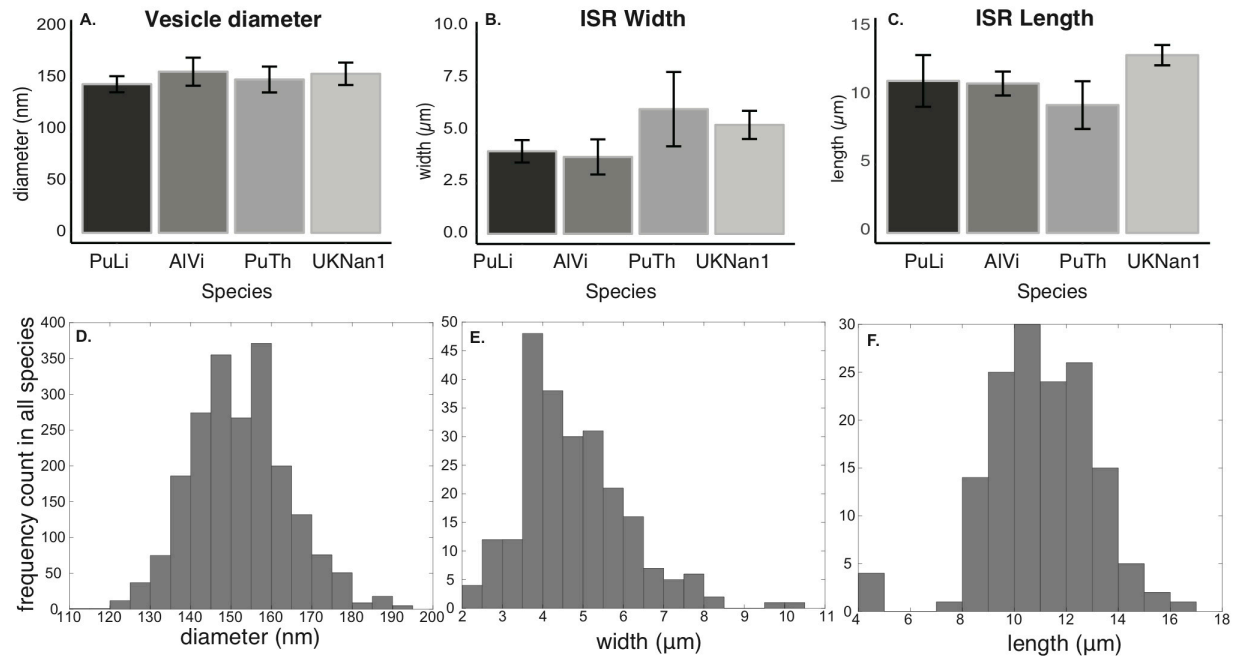 A. Vesicle diameter
200
150
100
50
0
diameter (nm)
PuLi AlVi PuTh UKNan1
Species
B. ISR Width
10.0
7.5
5.0
2.5
0.0
width (µm)
PuLi AlVi PuTh UKNan1
Species
C. ISR Length
15
10
5
0
length (µm)
PuLi AlVi PuTh UKNan1
Species
D.
400
350
300
250
200
150
100
50
0
frequency count in all species
110 120 130 140 150 160 170 180 190 200
diameter (nm)
E.
50
45
40
35
30
25
20
15
10
5
0
2 3 4 5 6 7 8 9 10 11
width (µm)
F.
30
25
20
15
10
5
0
4 6 8 10 12 14 16 18
length (µm)